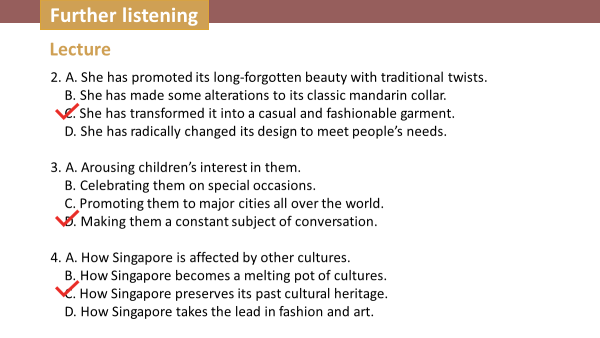 Further listening
Lecture
2. A. She has promoted its long-forgotten beauty with traditional twists.
B. She has made some alterations to its classic mandarin collar.
C. She has transformed it into a casual and fashionable garment.
D. She has radically changed its design to meet people’s needs.
3. A. Arousing children’s interest in them.
B. Celebrating them on special occasions.
C. Promoting them to major cities all over the world.
D. Making them a constant subject of conversation.
4. A. How Singapore is affected by other cultures.
B. How Singapore becomes a melting pot of cultures.
C. How Singapore preserves its past cultural heritage.
D. How Singapore takes the lead in fashion and art.